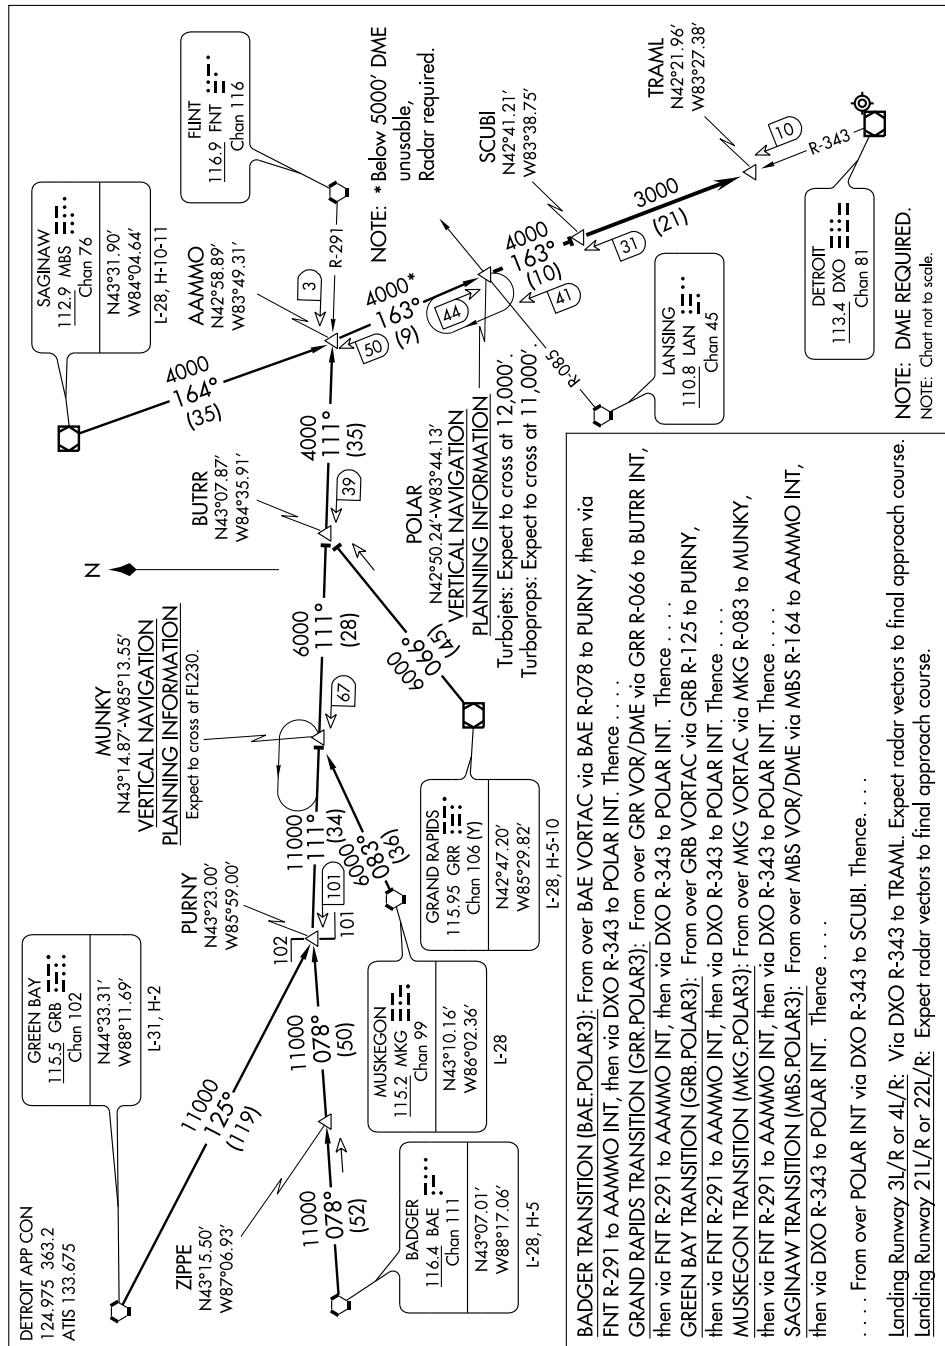 DETROIT APP CON
124.975 363.2
ATIS 133.675
GREEN BAY
115.5 GRB
Chan 102
N44°33.31'
W88°11.69'
L-31, H-2
11000
125°
(119)
ZIPPE
N43°15.50'
W87°06.93'
11000
078°
(52)
BADGER
116.4 BAE
Chan 111
N43°07.01'
W88°17.06'
L-28, H-5
11000
078°
(50)
PURNY
N43°23.00'
W85°59.00'
102
101
101
MUSKEGON
115.2 MKG
Chan 99
N43°10.16'
W86°02.36'
L-28
11000
111°
(34)
6000
083°
(36)
MUNKY
N43°14.87'-W85°13.55'
VERTICAL NAVIGATION
PLANNING INFORMATION
Expect to cross at FL230.
67
GRAND RAPIDS
115.95 GRR
Chan 106 (Y)
N42°47.20'
W85°29.82'
L-28, H-5-10
6000
111°
(28)
6000
066°
(45)
N
BUTRR
N43°07.87'
W84°35.91'
39
4000
111°
(35)
SAGINAW
112.9 MBS
Chan 76
N43°31.90'
W84°04.64'
L-28, H-10-11
4000
164°
(35)
AAMMO
N42°58.89'
W83°49.31'
3
50
R-291
FLINT
116.9 FNT
Chan 116
NOTE: * Below 5000' DME
unusable,
Radar required.
4000*
163°
(9)
44
POLAR
N42°50.24'-W83°44.13'
VERTICAL NAVIGATION
PLANNING INFORMATION
Turbojets: Expect to cross at 12,000'.
Turboprops: Expect to cross at 11,000'.
41
R-085
LANSING
110.8 LAN
Chan 45
4000
163°
(10)
SCUBI
N42°41.21'
W83°38.75'
31
3000
(21)
TRAML
N42°21.96'
W83°27.38'
10
R-343
DETROIT
113.4 DXO
Chan 81
NOTE: DME REQUIRED.
NOTE: Chart not to scale.
BADGER TRANSITION (BAE.POLAR3): From over BAE VORTAC via BAE R-078 to PURNY, then via
FNT R-291 to AAMMO INT, then via DXO R-343 to POLAR INT. Thence . . . .
GRAND RAPIDS TRANSITION (GRR.POLAR3): From over GRR VOR/DME via GRR R-066 to BUTRR INT,
then via FNT R-291 to AAMMO INT, then via DXO R-343 to POLAR INT. Thence . . . .
GREEN BAY TRANSITION (GRB.POLAR3): From over GRB VORTAC via GRB R-125 to PURNY,
then via FNT R-291 to AAMMO INT, then via DXO R-343 to POLAR INT. Thence . . . .
MUSKEGON TRANSITION (MKG.POLAR3): From over MKG VORTAC via MKG R-083 to MUNKY,
then via FNT R-291 to AAMMO INT, then via DXO R-343 to POLAR INT. Thence . . . .
SAGINAW TRANSITION (MBS.POLAR3): From over MBS VOR/DME via MBS R-164 to AAMMO INT,
then via DXO R-343 to POLAR INT. Thence . . . .
. . . . From over POLAR INT via DXO R-343 to SCUBI. Thence. . . .
Landing Runway 3L/R or 4L/R: Via DXO R-343 to TRAML. Expect radar vectors to final approach course.
Landing Runway 21L/R or 22L/R: Expect radar vectors to final approach course.